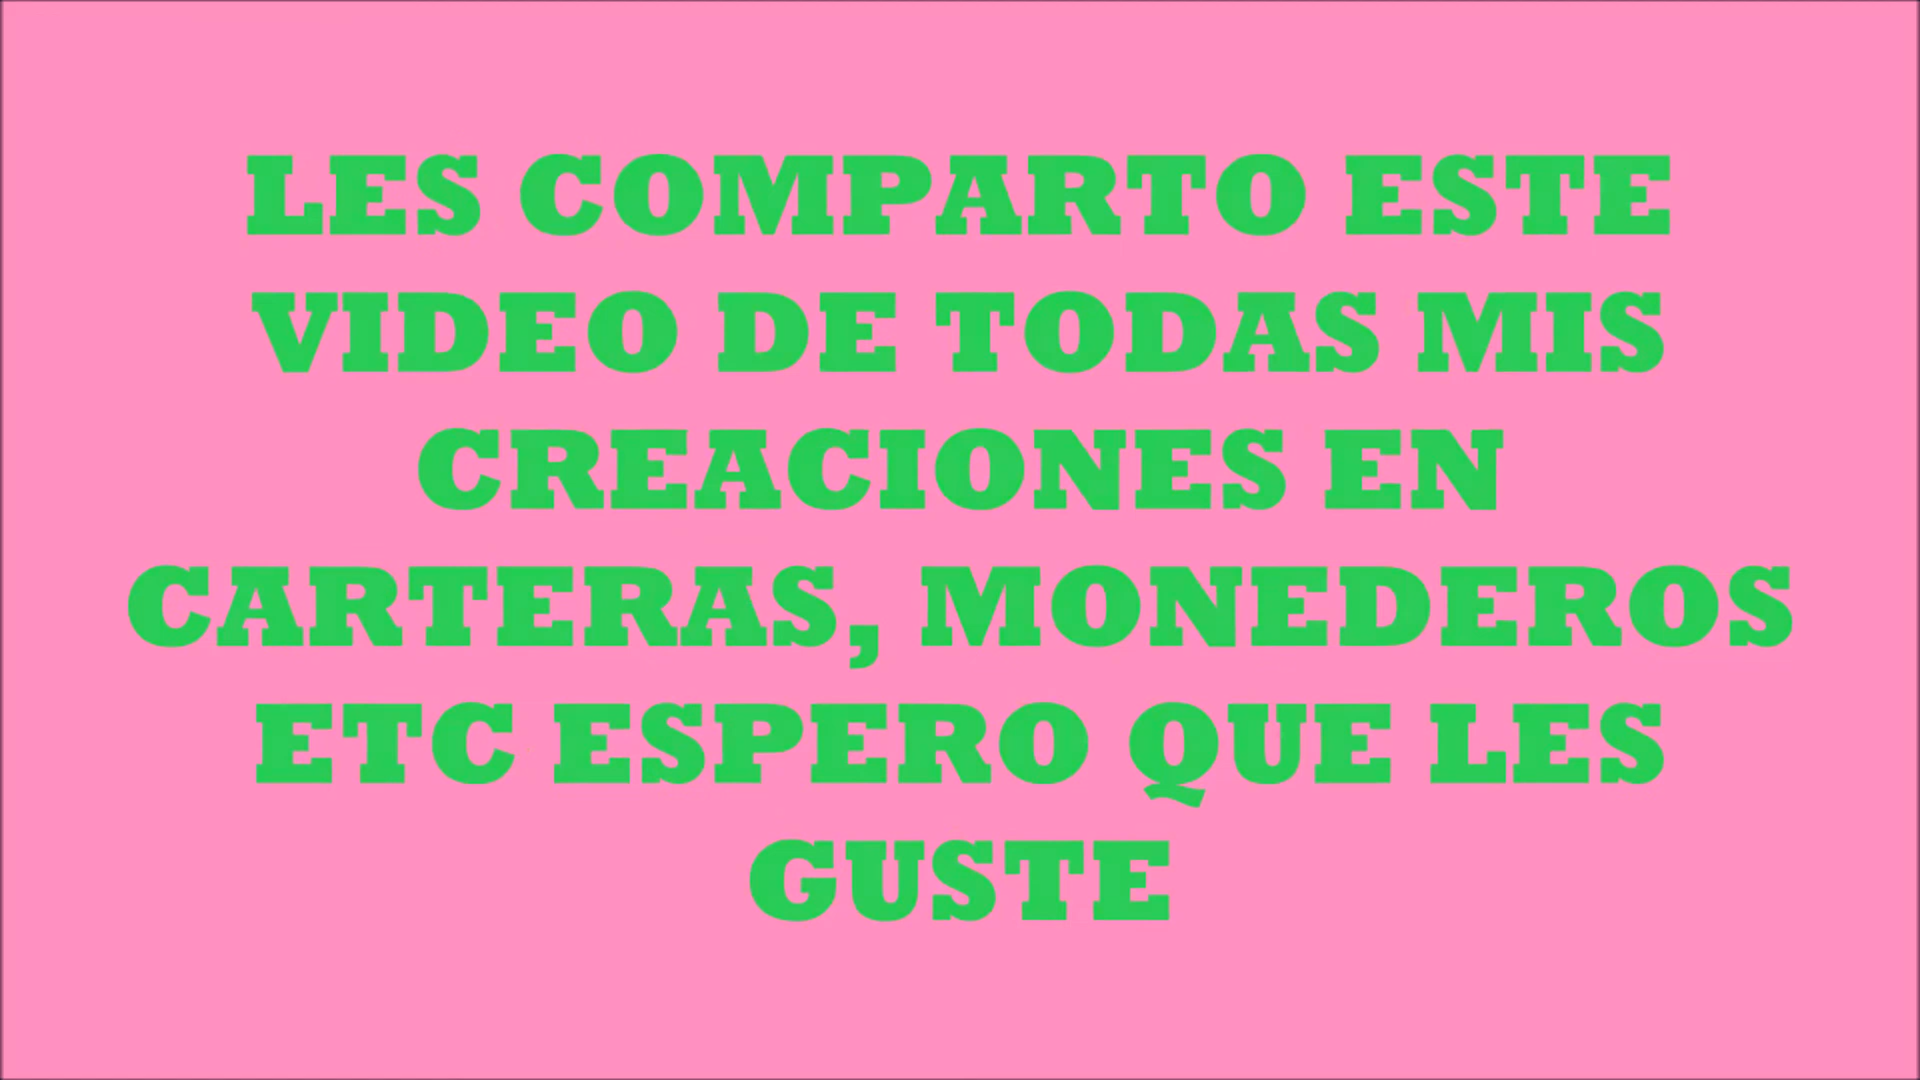 LES COMPARTO ESTE
VIDEO DE TODAS MIS
CREACIONES EN
CARTERAS, MONEDEROS
ETC ESPERO QUE LES
GUSTE